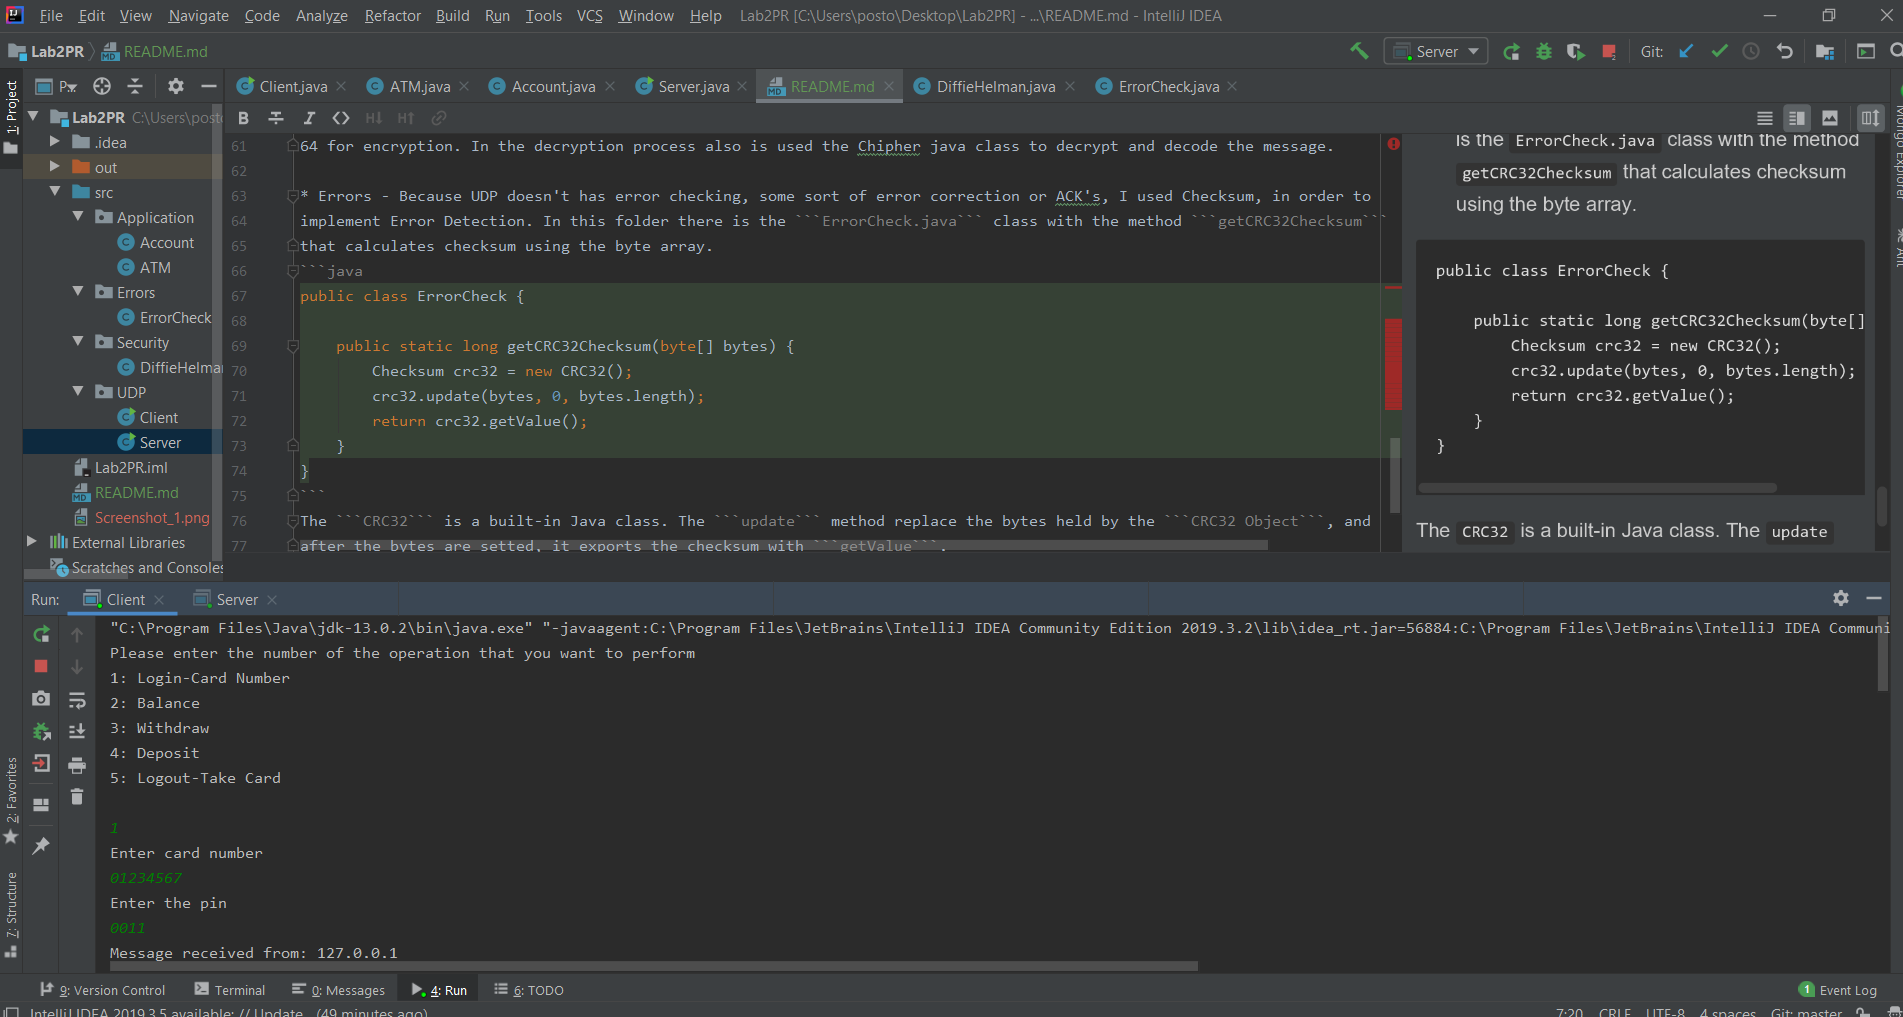 File Edit View Navigate Code Analyze Refactor Build Run Tools VCS Window Help Lab2PR [C:\Users\posto\Desktop\Lab2PR] - ...\README.md - IntelliJ IDEA
Lab2PR README.md Server Git:
1: Project
P..
Client.java ATM.java Account.java Server.java README.md DiffieHelman.java ErrorCheck.java
Lab2PR C:\Users\posto
.idea
out
src
Application
Account
ATM
Errors
ErrorCheck
Security
DiffieHelma
UDP
Client
Server
Lab2PR.iml
README.md
Screenshot_1.png
External Libraries
Scratches and Consoles
61 64 for encryption. In the decryption process also is used the Chipher java class to decrypt and decode the message.
62
63 * Errors - Because UDP doesn't has error checking, some sort of error correction or ACK's, I used Checksum, in order to
64 implement Error Detection. In this folder there is the ```ErrorCheck.java``` class with the method ```getCRC32Checksum```
65 that calculates checksum using the byte array.
66 ```java
67 public class ErrorCheck {
68
69 public static long getCRC32Checksum(byte[] bytes) {
70 Checksum crc32 = new CRC32();
71 crc32.update(bytes, 0, bytes.length);
72 return crc32.getValue();
73 }
74 }
75 ```
76 The ```CRC32``` is a built-in Java class. The ```update``` method replace the bytes held by the ```CRC32 Object```, and
77 after the bytes are setted, it exports the checksum with ```getValue```.
is the ErrorCheck.java class with the method
getCRC32Checksum that calculates checksum
using the byte array.
public class ErrorCheck {
public static long getCRC32Checksum(byte[]
Checksum crc32 = new CRC32();
crc32.update(bytes, 0, bytes.length);
return crc32.getValue();
}
}
The CRC32 is a built-in Java class. The update
Mongo Explorer
Ant
Run: Client Server
"C:\Program Files\Java\jdk-13.0.2\bin\java.exe" "-javaagent:C:\Program Files\JetBrains\IntelliJ IDEA Community Edition 2019.3.2\lib\idea_rt.jar=56884:C:\Program Files\JetBrains\IntelliJ IDEA Communi
Please enter the number of the operation that you want to perform
1: Login-Card Number
2: Balance
3: Withdraw
4: Deposit
5: Logout-Take Card
1
Enter card number
01234567
Enter the pin
0011
Message received from: 127.0.0.1
2: Favorites
7: Structure
9: Version Control Terminal 0: Messages 4: Run 6: TODO 1 Event Log
IntelliJ IDEA 2019.3.5 available: // Update... (49 minutes ago) 7:20 CRLF UTF-8 4 spaces Git: master